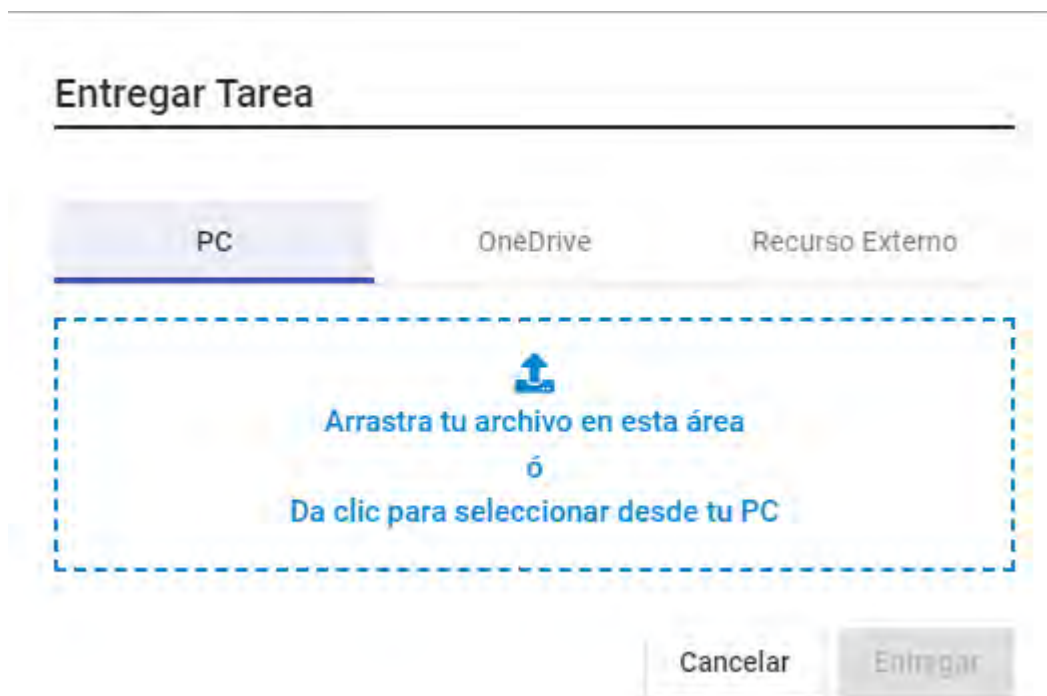 Entregar Tarea
PC OneDrive Recurso Externo
Arrastra tu archivo en esta área
ó
Da clic para seleccionar desde tu PC
Cancelar Entregar